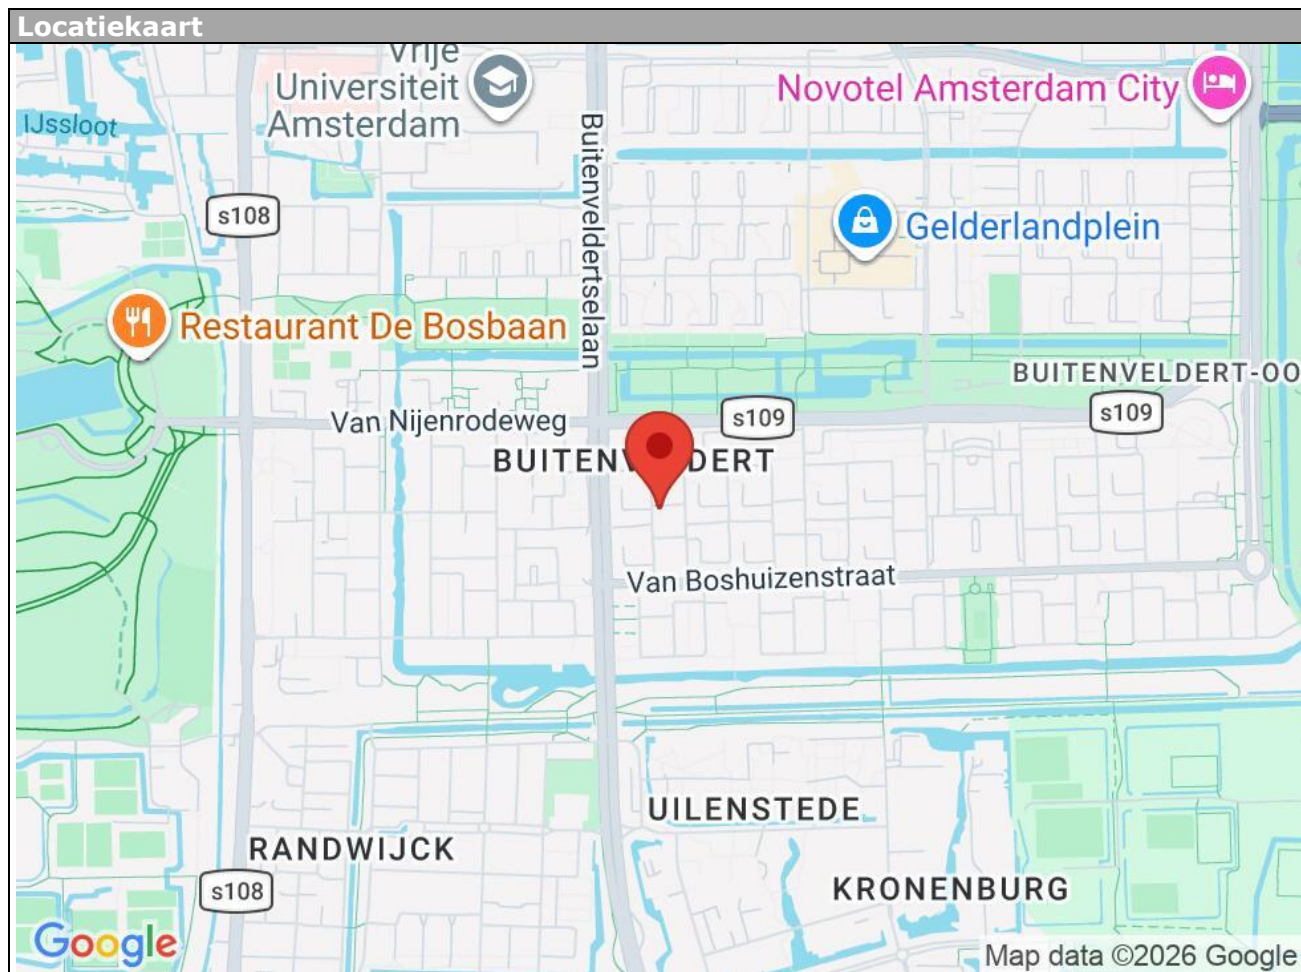 Locatiekaart
Vrije
Universiteit
Amsterdam
Novotel Amsterdam City
IJssloot
Buitenveldertselaan
s108
Gelderlandplein
Restaurant De Bosbaan
BUITENVELDERT-OO
Van Nijenrodeweg
s109
s109
BUITENV DERT
Van Boshuizenstraat
UILENSTEDE
RANDWIJCK
s108
KRONENBURG
Google
Map data ©2026 Google